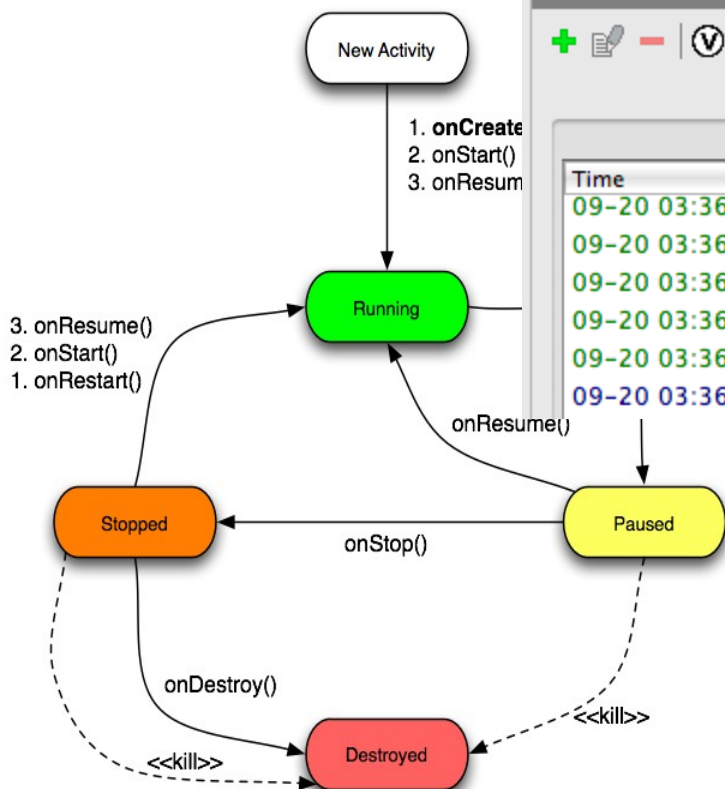 New Activity
1. onCreate
2. onStart()
3. onResum
V
Time
09-20 03:36
09-20 03:36
09-20 03:36
09-20 03:36
09-20 03:36
09-20 03:36
Running
3. onResume()
2. onStart()
1. onRestart()
onResume()
Stopped
Paused
onStop()
onDestroy()
<<kill>>
<<kill>>
Destroyed